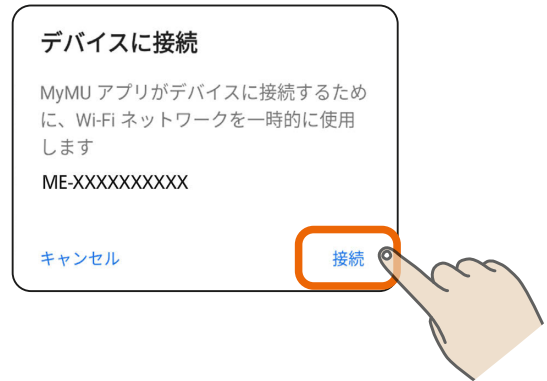 デバイスに接続
MyMU アプリがデバイスに接続するため
に、Wi-Fi ネットワークを一時的に使用
します
ME-XXXXXXXXXX
キャンセル
接続